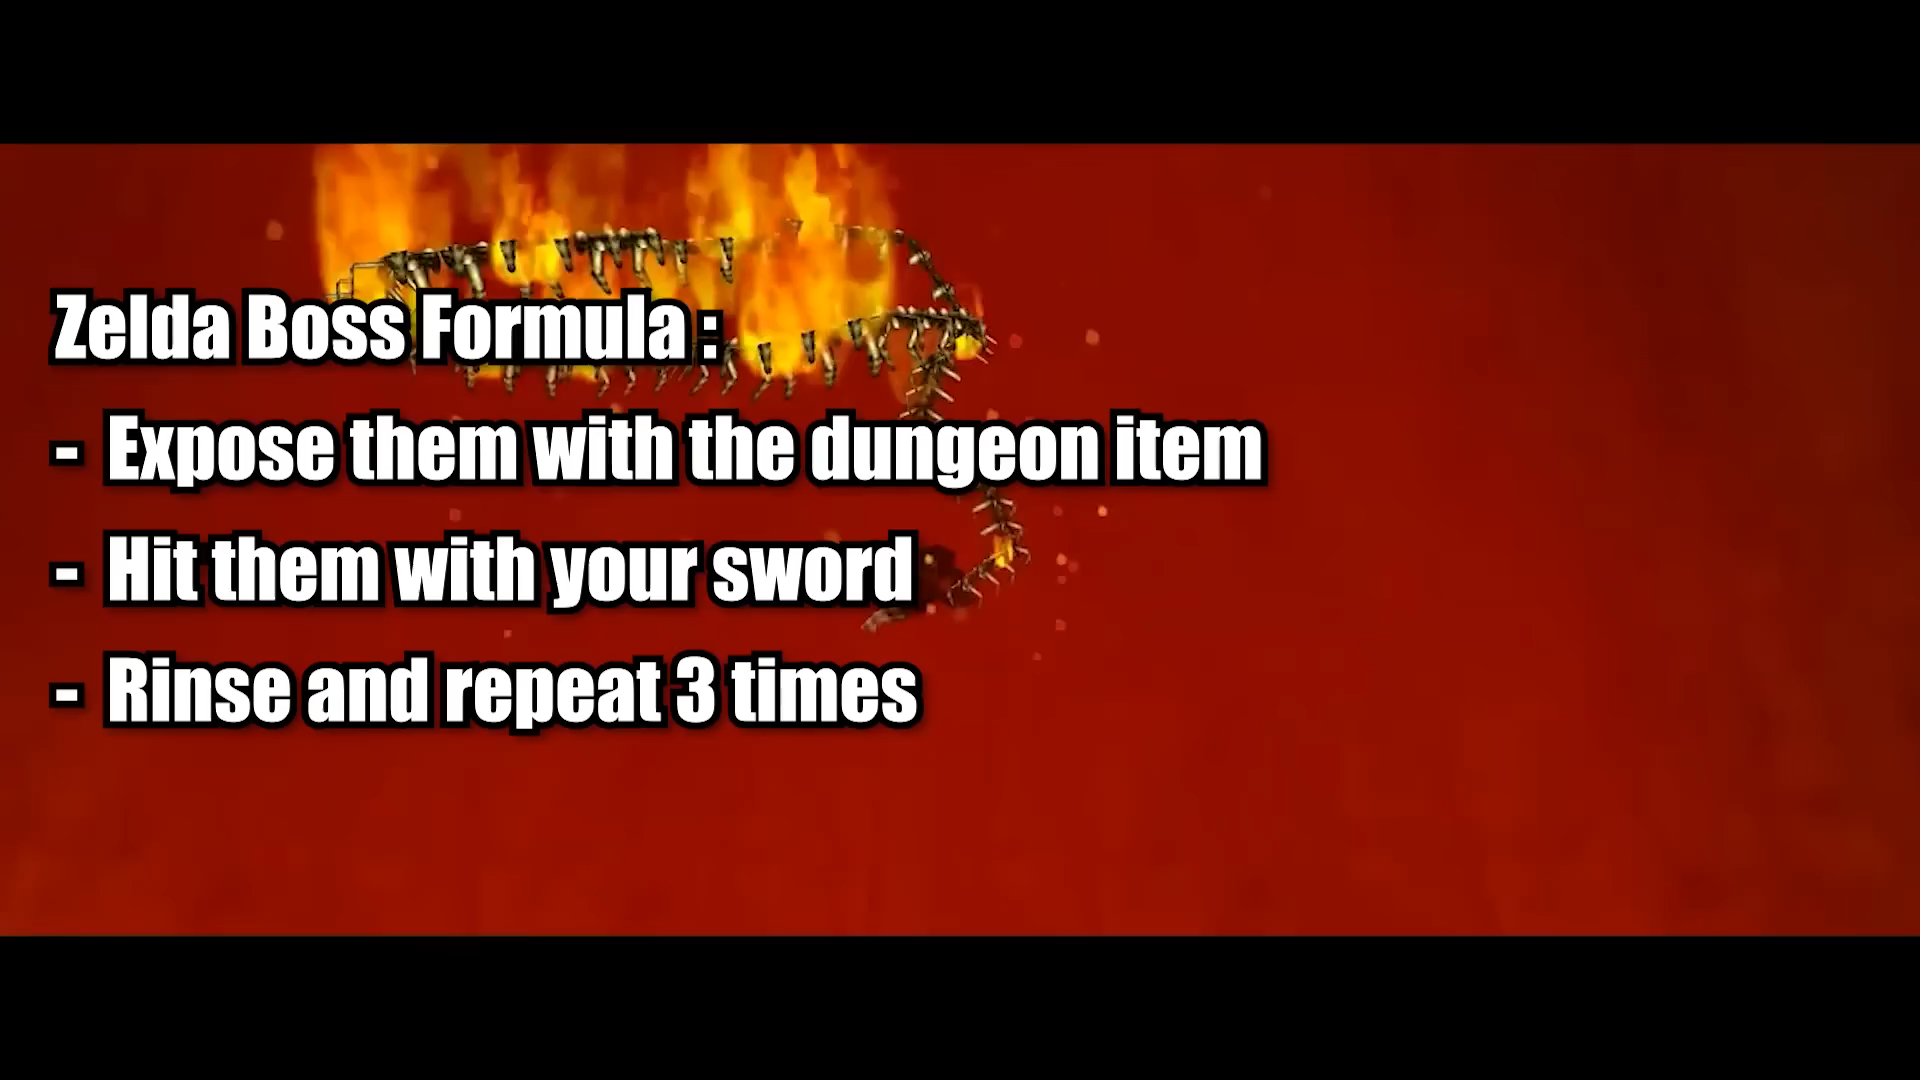 Zelda Boss Formula :
- Expose them with the dungeon item
- Hit them with your sword
- Rinse and repeat 3 times